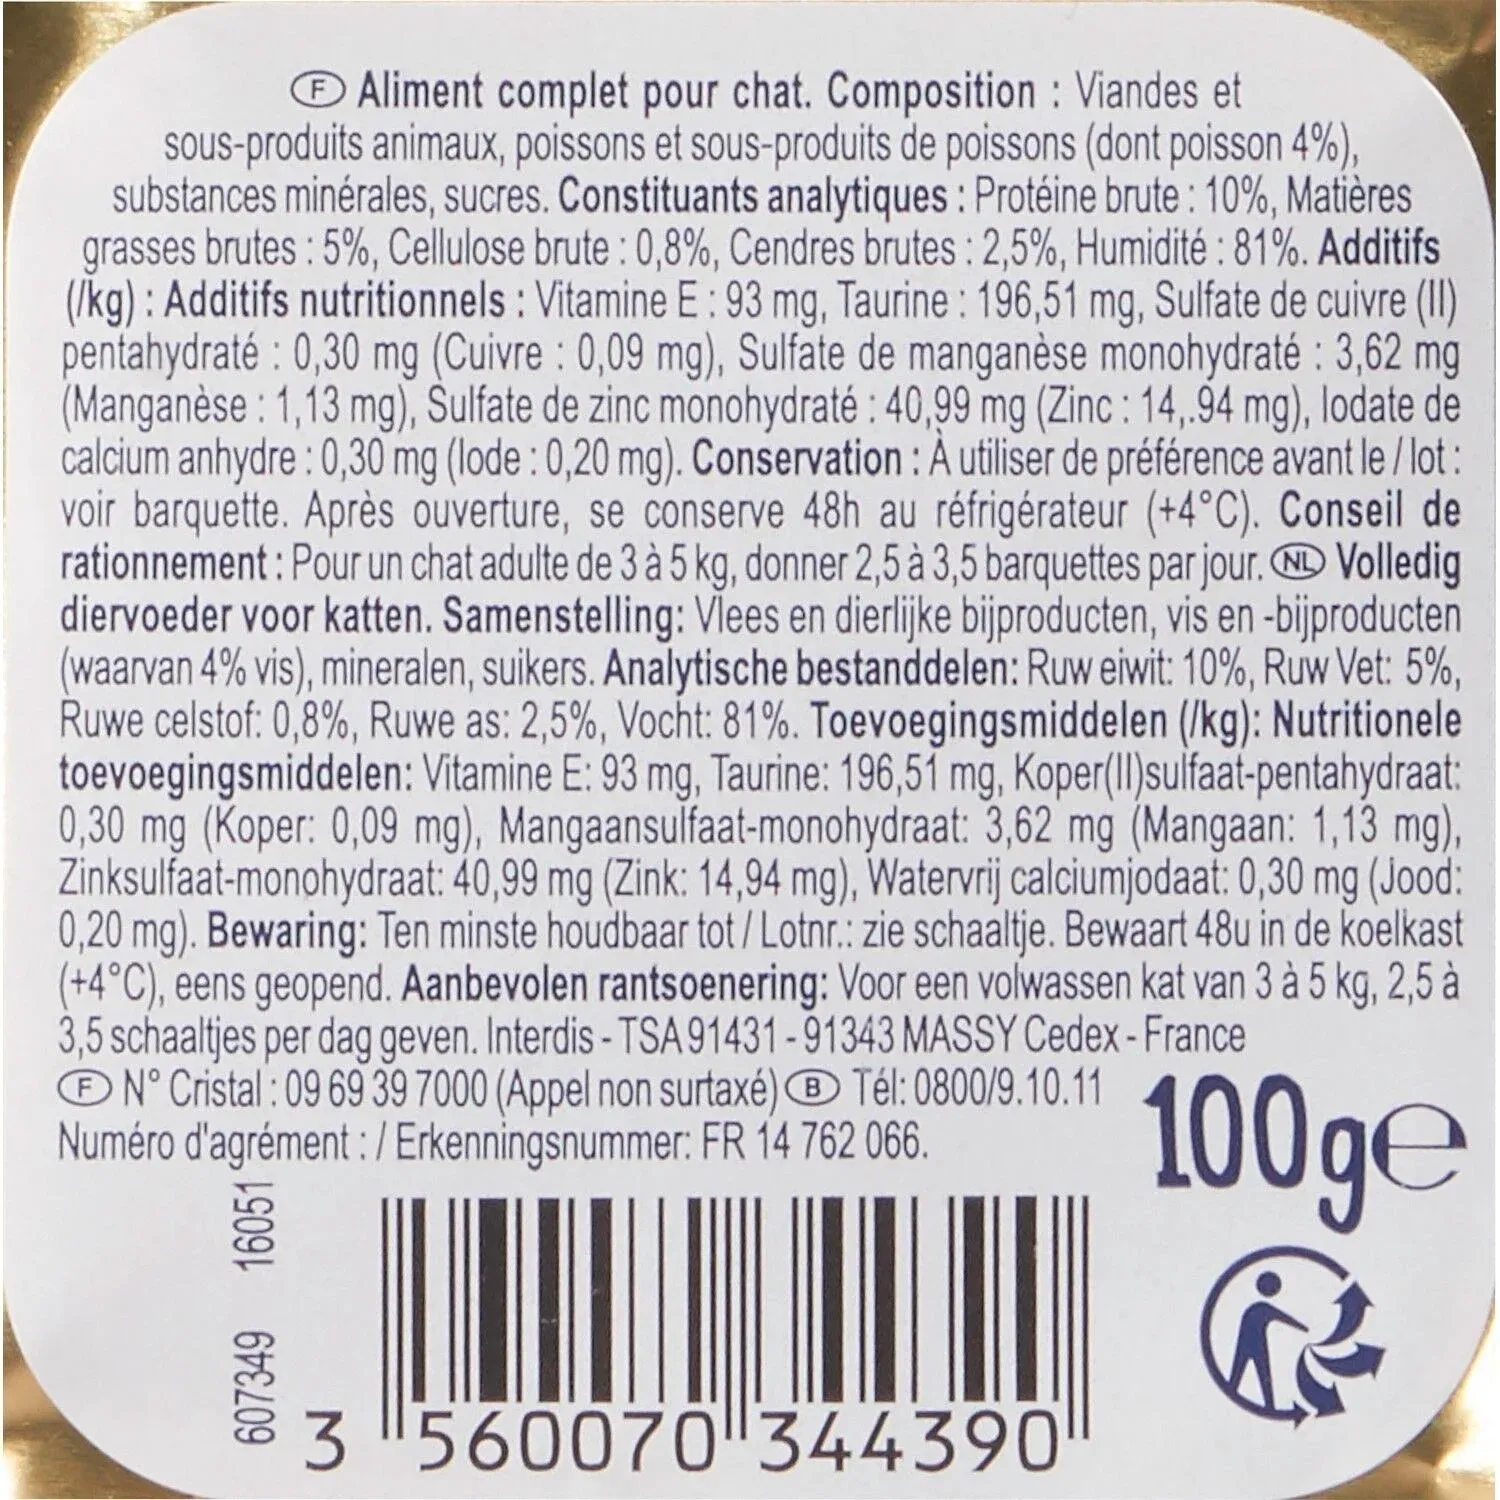 F Aliment complet pour chat. Composition : Viandes et
sous-produits animaux, poissons et sous-produits de poissons (dont poisson 4%),
substances minérales, sucres. Constituants analytiques : Protéine brute : 10%, Matières
grasses brutes : 5%, Cellulose brute : 0,8%, Cendres brutes : 2,5%, Humidité : 81%. Additifs
(/kg) : Additifs nutritionnels : Vitamine E : 93 mg, Taurine : 196,51 mg, Sulfate de cuivre (II)
pentahydraté : 0,30 mg (Cuivre : 0,09 mg), Sulfate de manganèse monohydraté : 3,62 mg
(Manganèse : 1,13 mg), Sulfate de zinc monohydraté : 40,99 mg (Zinc : 14,.94 mg), Iodate de
calcium anhydre : 0,30 mg (Iode : 0,20 mg). Conservation : À utiliser de préférence avant le / lot :
voir barquette. Après ouverture, se conserve 48h au réfrigérateur (+4°C). Conseil de
rationnement : Pour un chat adulte de 3 à 5 kg, donner 2,5 à 3,5 barquettes par jour. NL Volledig
diervoeder voor katten. Samenstelling: Vlees en dierlijke bijproducten, vis en -bijproducten
(waarvan 4% vis), mineralen, suikers. Analytische bestanddelen: Ruw eiwit: 10%, Ruw Vet: 5%,
Ruwe celstof: 0,8%, Ruwe as: 2,5%, Vocht: 81%. Toevoegingsmiddelen (/kg): Nutritionele
toevoegingsmiddelen: Vitamine E: 93 mg, Taurine: 196,51 mg, Koper(II)sulfaat-pentahydraat:
0,30 mg (Koper: 0,09 mg), Mangaansulfaat-monohydraat: 3,62 mg (Mangaan: 1,13 mg),
Zinksulfaat-monohydraat: 40,99 mg (Zink: 14,94 mg), Watervrij calciumjodaat: 0,30 mg (Jood:
0,20 mg). Bewaring: Ten minste houdbaar tot / Lotnr.: zie schaaltje. Bewaart 48u in de koelkast
(+4°C), eens geopend. Aanbevolen rantsoenering: Voor een volwassen kat van 3 à 5 kg, 2,5 à
3,5 schaaltjes per dag geven. Interdis - TSA 91431 - 91343 MASSY Cedex - France
F N° Cristal : 09 69 39 7000 (Appel non surtaxé) B Tél: 0800/9.10.11
Numéro d'agrément : / Erkenningsnummer: FR 14 762 066.
100g e
607349 16051
3 560070 344390